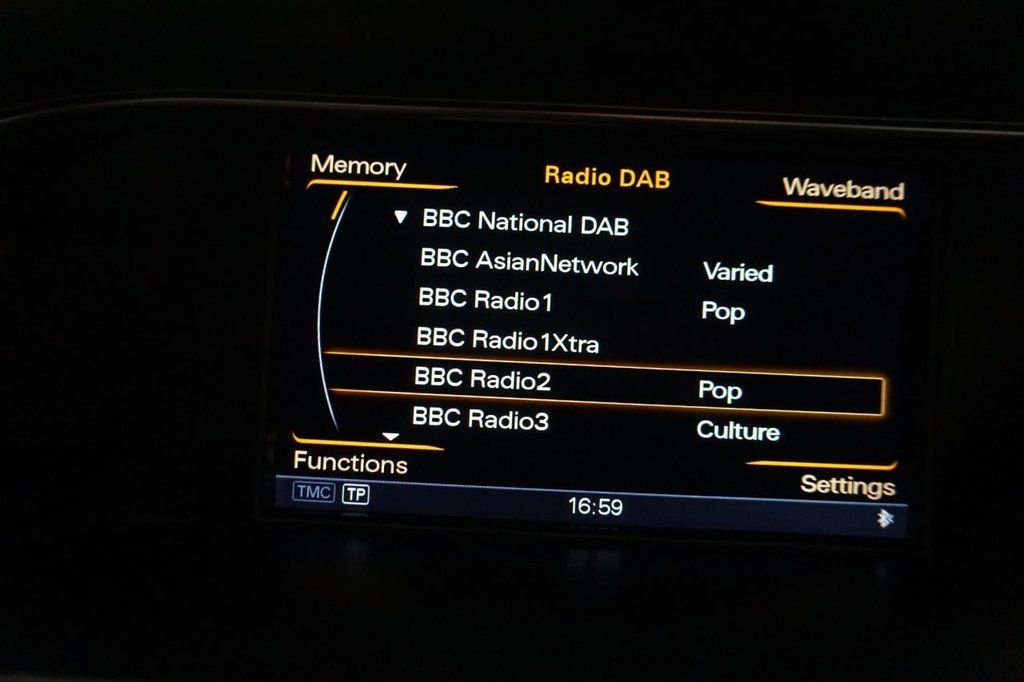 Memory
Radio DAB
Waveband
BBC National DAB
BBC AsianNetwork Varied
BBC Radio1 Pop
BBC Radio1Xtra
BBC Radio2 Pop
BBC Radio3 Culture
Functions
Settings
TMC TP 16:59